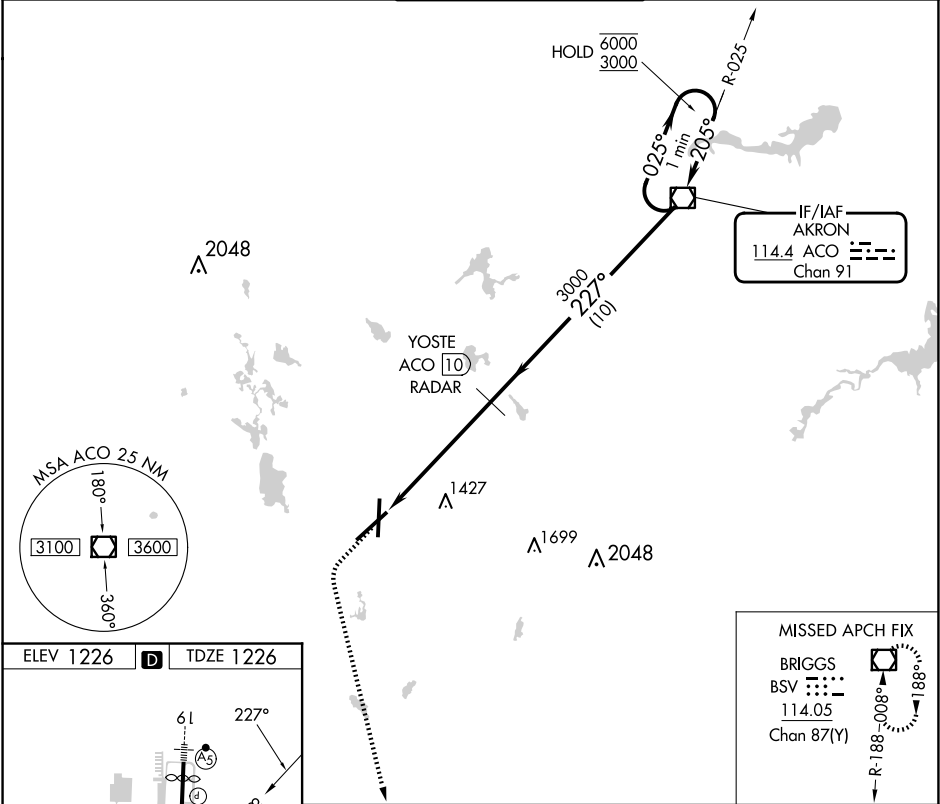 HOLD 6000
3000
R-025
025°
1 min
205°
IF/IAF
AKRON
114.4 ACO
Chan 91
2048
3000
227°
(10)
YOSTE
ACO 10
RADAR
MSA ACO 25 NM
180°
3100
3600
360°
1427
1699
2048
ELEV 1226 D TDZE 1226
19
227°
A5
P
MISSED APCH FIX
BRIGGS
BSV
114.05
Chan 87(Y)
R-188
008°
188°